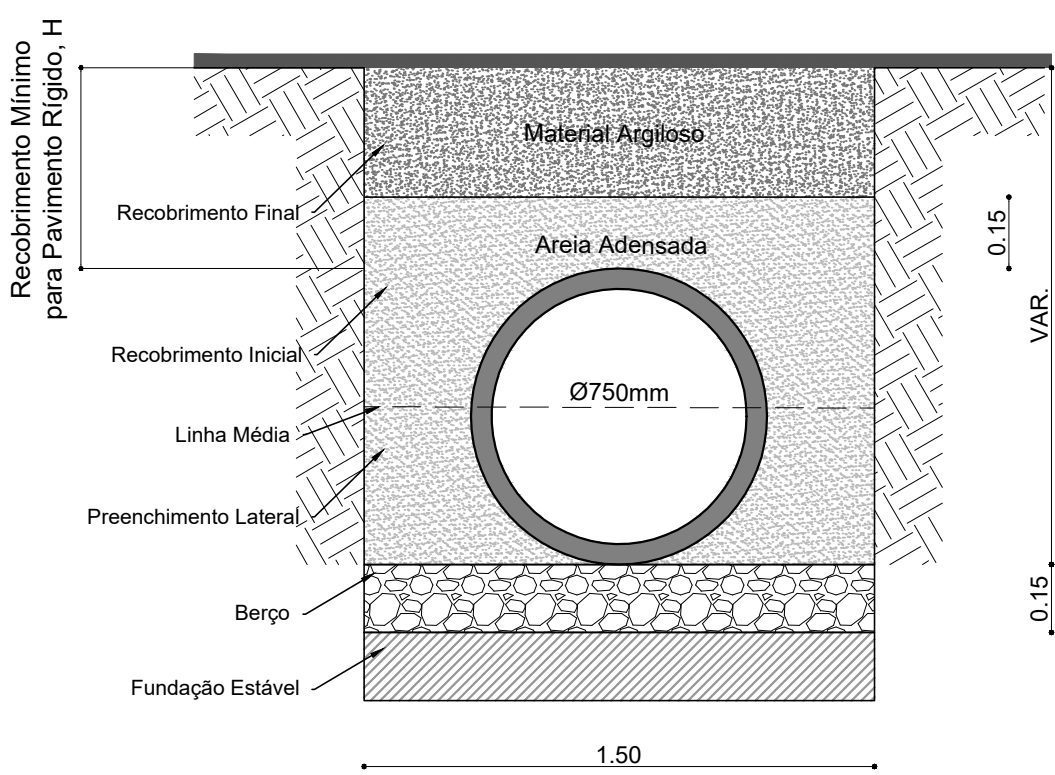 Recobrimento Mínimo
para Pavimento Rígido, H
Material Argiloso
Recobrimento Final
0.15
Areia Adensada
VAR.
Recobrimento Inicial
Ø750mm
Linha Média
Preenchimento Lateral
Berço
0.15
Fundação Estável
1.50